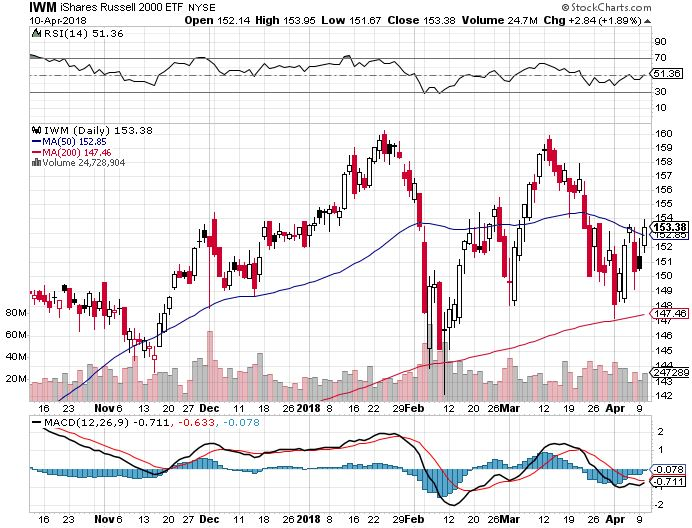 IWM iShares Russell 2000 ETF NYSE © StockCharts.com
10-Apr-2018 Open 152.14 High 153.95 Low 151.67 Close 153.38 Volume 24.7M Chg +2.84 (+1.89%)
RSI(14) 51.36
90
70
51.36
50
30
10
IWM (Daily) 153.38
MA(50) 152.85
MA(200) 147.46
Volume 24,728,904
160
159
158
157
156
155
154
153.38
152.85
152
151
150
149
148
147.46
146
145
144
24728904
142
80M
60M
40M
20M
16 23 Nov 6 13 20 27 Dec 11 18 26 2018 8 16 22 29 Feb 12 20 26 Mar 12 19 26 Apr 9
MACD(12,26,9) -0.711, -0.633, -0.078
2
1
-0.078
-0.711
-1
-2
16 23 Nov 6 13 20 27 Dec 11 18 26 2018 8 16 22 29 Feb 12 20 26 Mar 12 19 26 Apr 9